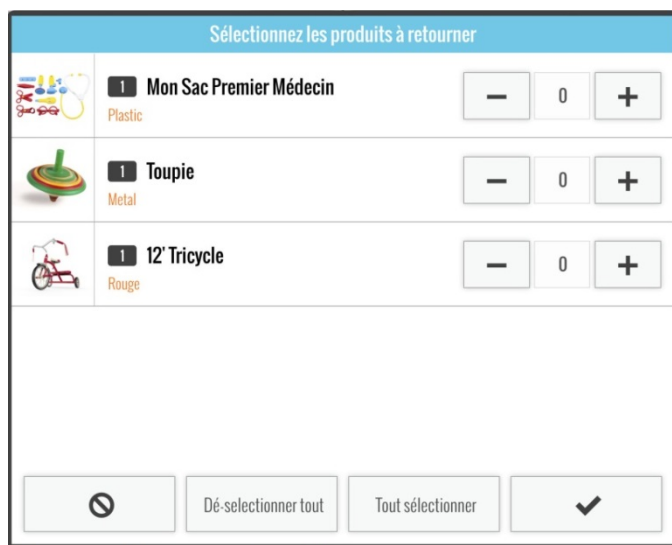 Sélectionnez les produits à retourner
1 Mon Sac Premier Médecin
Plastic
0
1 Toupie
Metal
0
1 12' Tricycle
Rouge
0
Dé-selectionner tout
Tout sélectionner